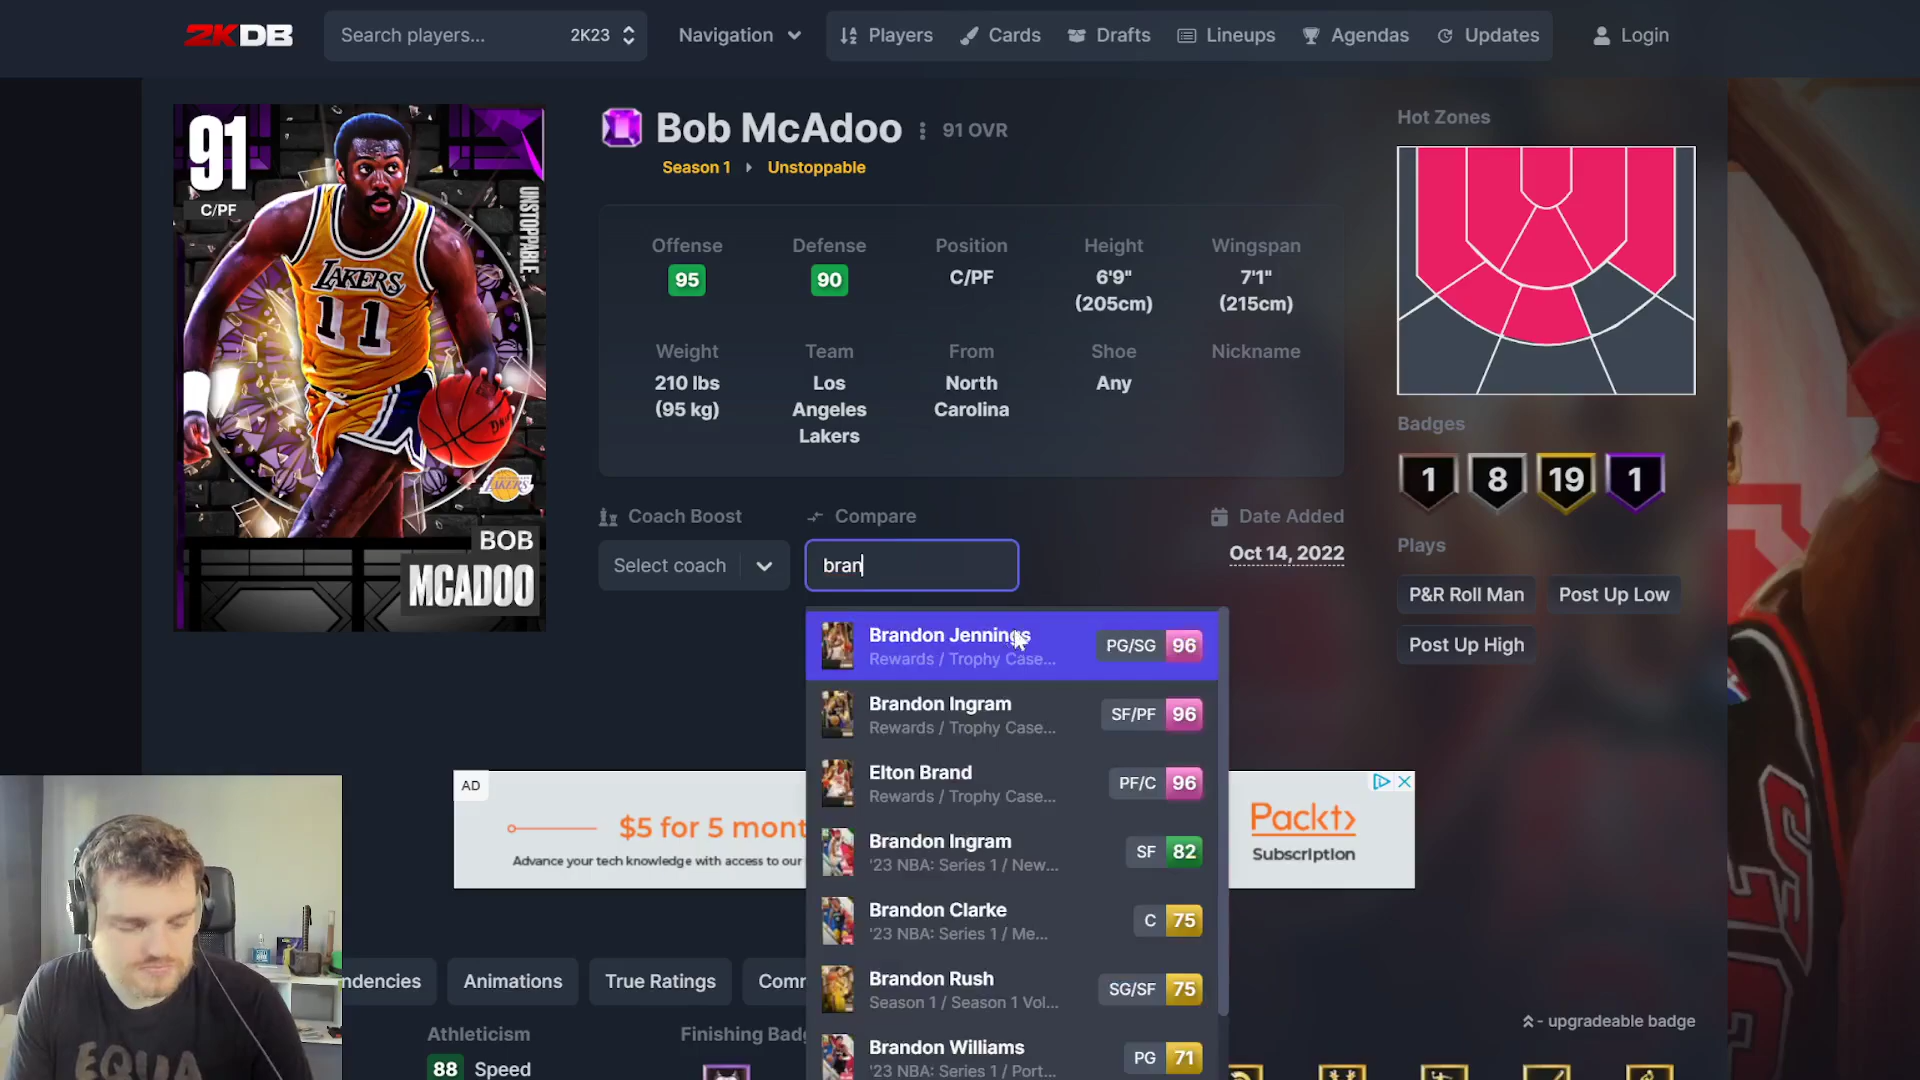 2KDB
Search players...
2K23
Navigation
Players
Cards
Drafts
Lineups
Agendas
Updates
Login
91
C/PF
UNSTOPPABLE
LAKERS
11
LAKERS
BOB
MCADOO
Bob McAdoo
91 OVR
Season 1
Unstoppable
Offense
Defense
Position
Height
Wingspan
95
90
C/PF
6'9"
7'1"
(205cm)
(215cm)
Weight
Team
From
Shoe
Nickname
210 lbs
Los
North
Any
(95 kg)
Angeles
Carolina
Lakers
Coach Boost
Compare
Date Added
Select coach
bran
Oct 14, 2022
Brandon Jennings
Rewards / Trophy Case...
PG/SG
96
Brandon Ingram
Rewards / Trophy Case...
SF/PF
96
Elton Brand
Rewards / Trophy Case...
PF/C
96
Brandon Ingram
'23 NBA: Series 1 / New...
SF
82
Brandon Clarke
'23 NBA: Series 1 / Me...
C
75
Brandon Rush
Season 1 / Season 1 Vol...
SG/SF
75
Brandon Williams
'23 NBA: Series 1 / Port...
PG
71
Hot Zones
Badges
1
8
19
1
Plays
P&R Roll Man
Post Up Low
Post Up High
AD
$5 for 5 mont
Advance your tech knowledge with access to our
Packt>
Subscription
ndencies
Animations
True Ratings
Com
- upgradeable badge
Athleticism
Finishing Badg
88
Speed
EQUA